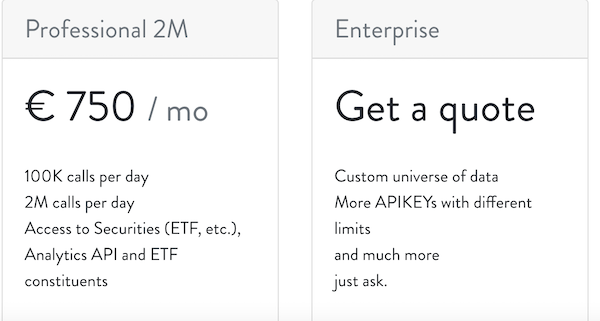 Professional 2M
€ 750 / mo
100K calls per day
2M calls per day
Access to Securities (ETF, etc.),
Analytics API and ETF
constituents
Enterprise
Get a quote
Custom universe of data
More APIKEYs with different
limits
and much more
just ask.